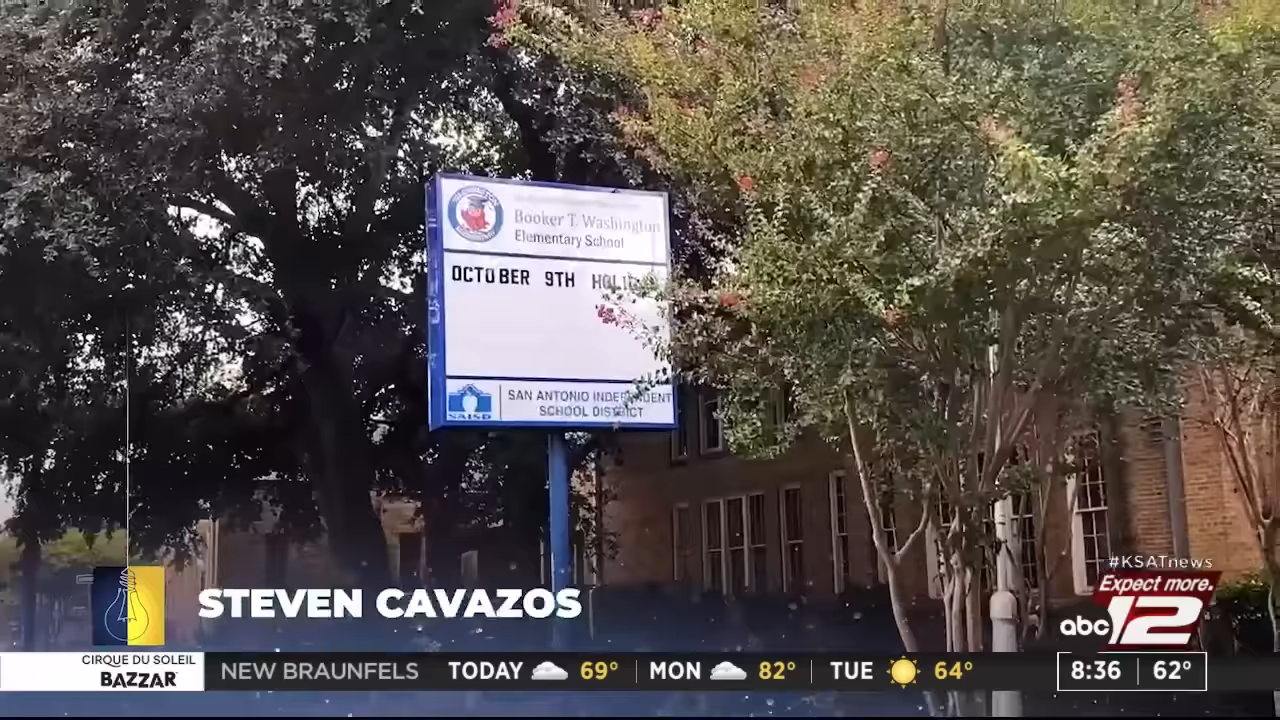 Booker T. Washington
Elementary School
OCTOBER 9TH
SAISD
SAN ANTONIO INDEPENDENT
SCHOOL DISTRICT
#KSATnews
Expect more.
abc 12
STEVEN CAVAZOS
CIRQUE DU SOLEIL
BAZZAR
NEW BRAUNFELS TODAY 69° MON 82° TUE 64°
8:36 62°